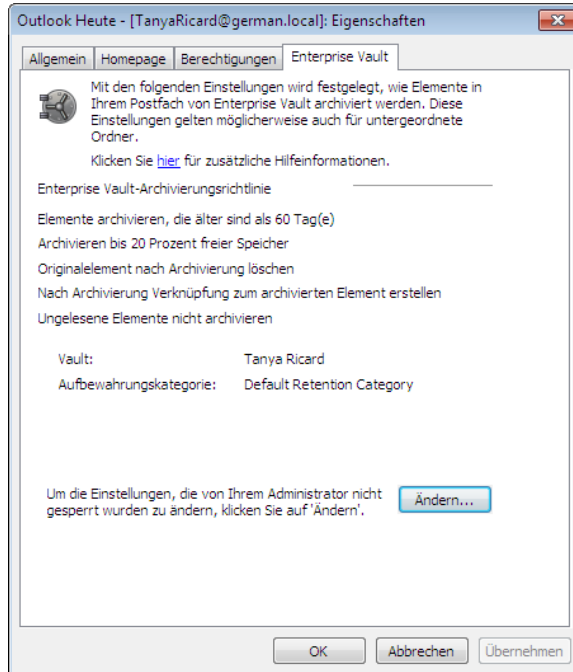 Outlook Heute - [TanyaRicard@german.local]: Eigenschaften
Allgemein Homepage Berechtigungen Enterprise Vault
Mit den folgenden Einstellungen wird festgelegt, wie Elemente in
Ihrem Postfach von Enterprise Vault archiviert werden. Diese
Einstellungen gelten möglicherweise auch für untergeordnete
Ordner.
Klicken Sie hier für zusätzliche Hilfeinformationen.
Enterprise Vault-Archivierungsrichtlinie
Elemente archivieren, die älter sind als 60 Tag(e)
Archivieren bis 20 Prozent freier Speicher
Originalelement nach Archivierung löschen
Nach Archivierung Verknüpfung zum archivierten Element erstellen
Ungelesene Elemente nicht archivieren
Vault: Tanya Ricard
Aufbewahrungskategorie: Default Retention Category
Um die Einstellungen, die von Ihrem Administrator nicht
gesperrt wurden zu ändern, klicken Sie auf 'Ändern'.
Ändern...
OK Abbrechen Übernehmen